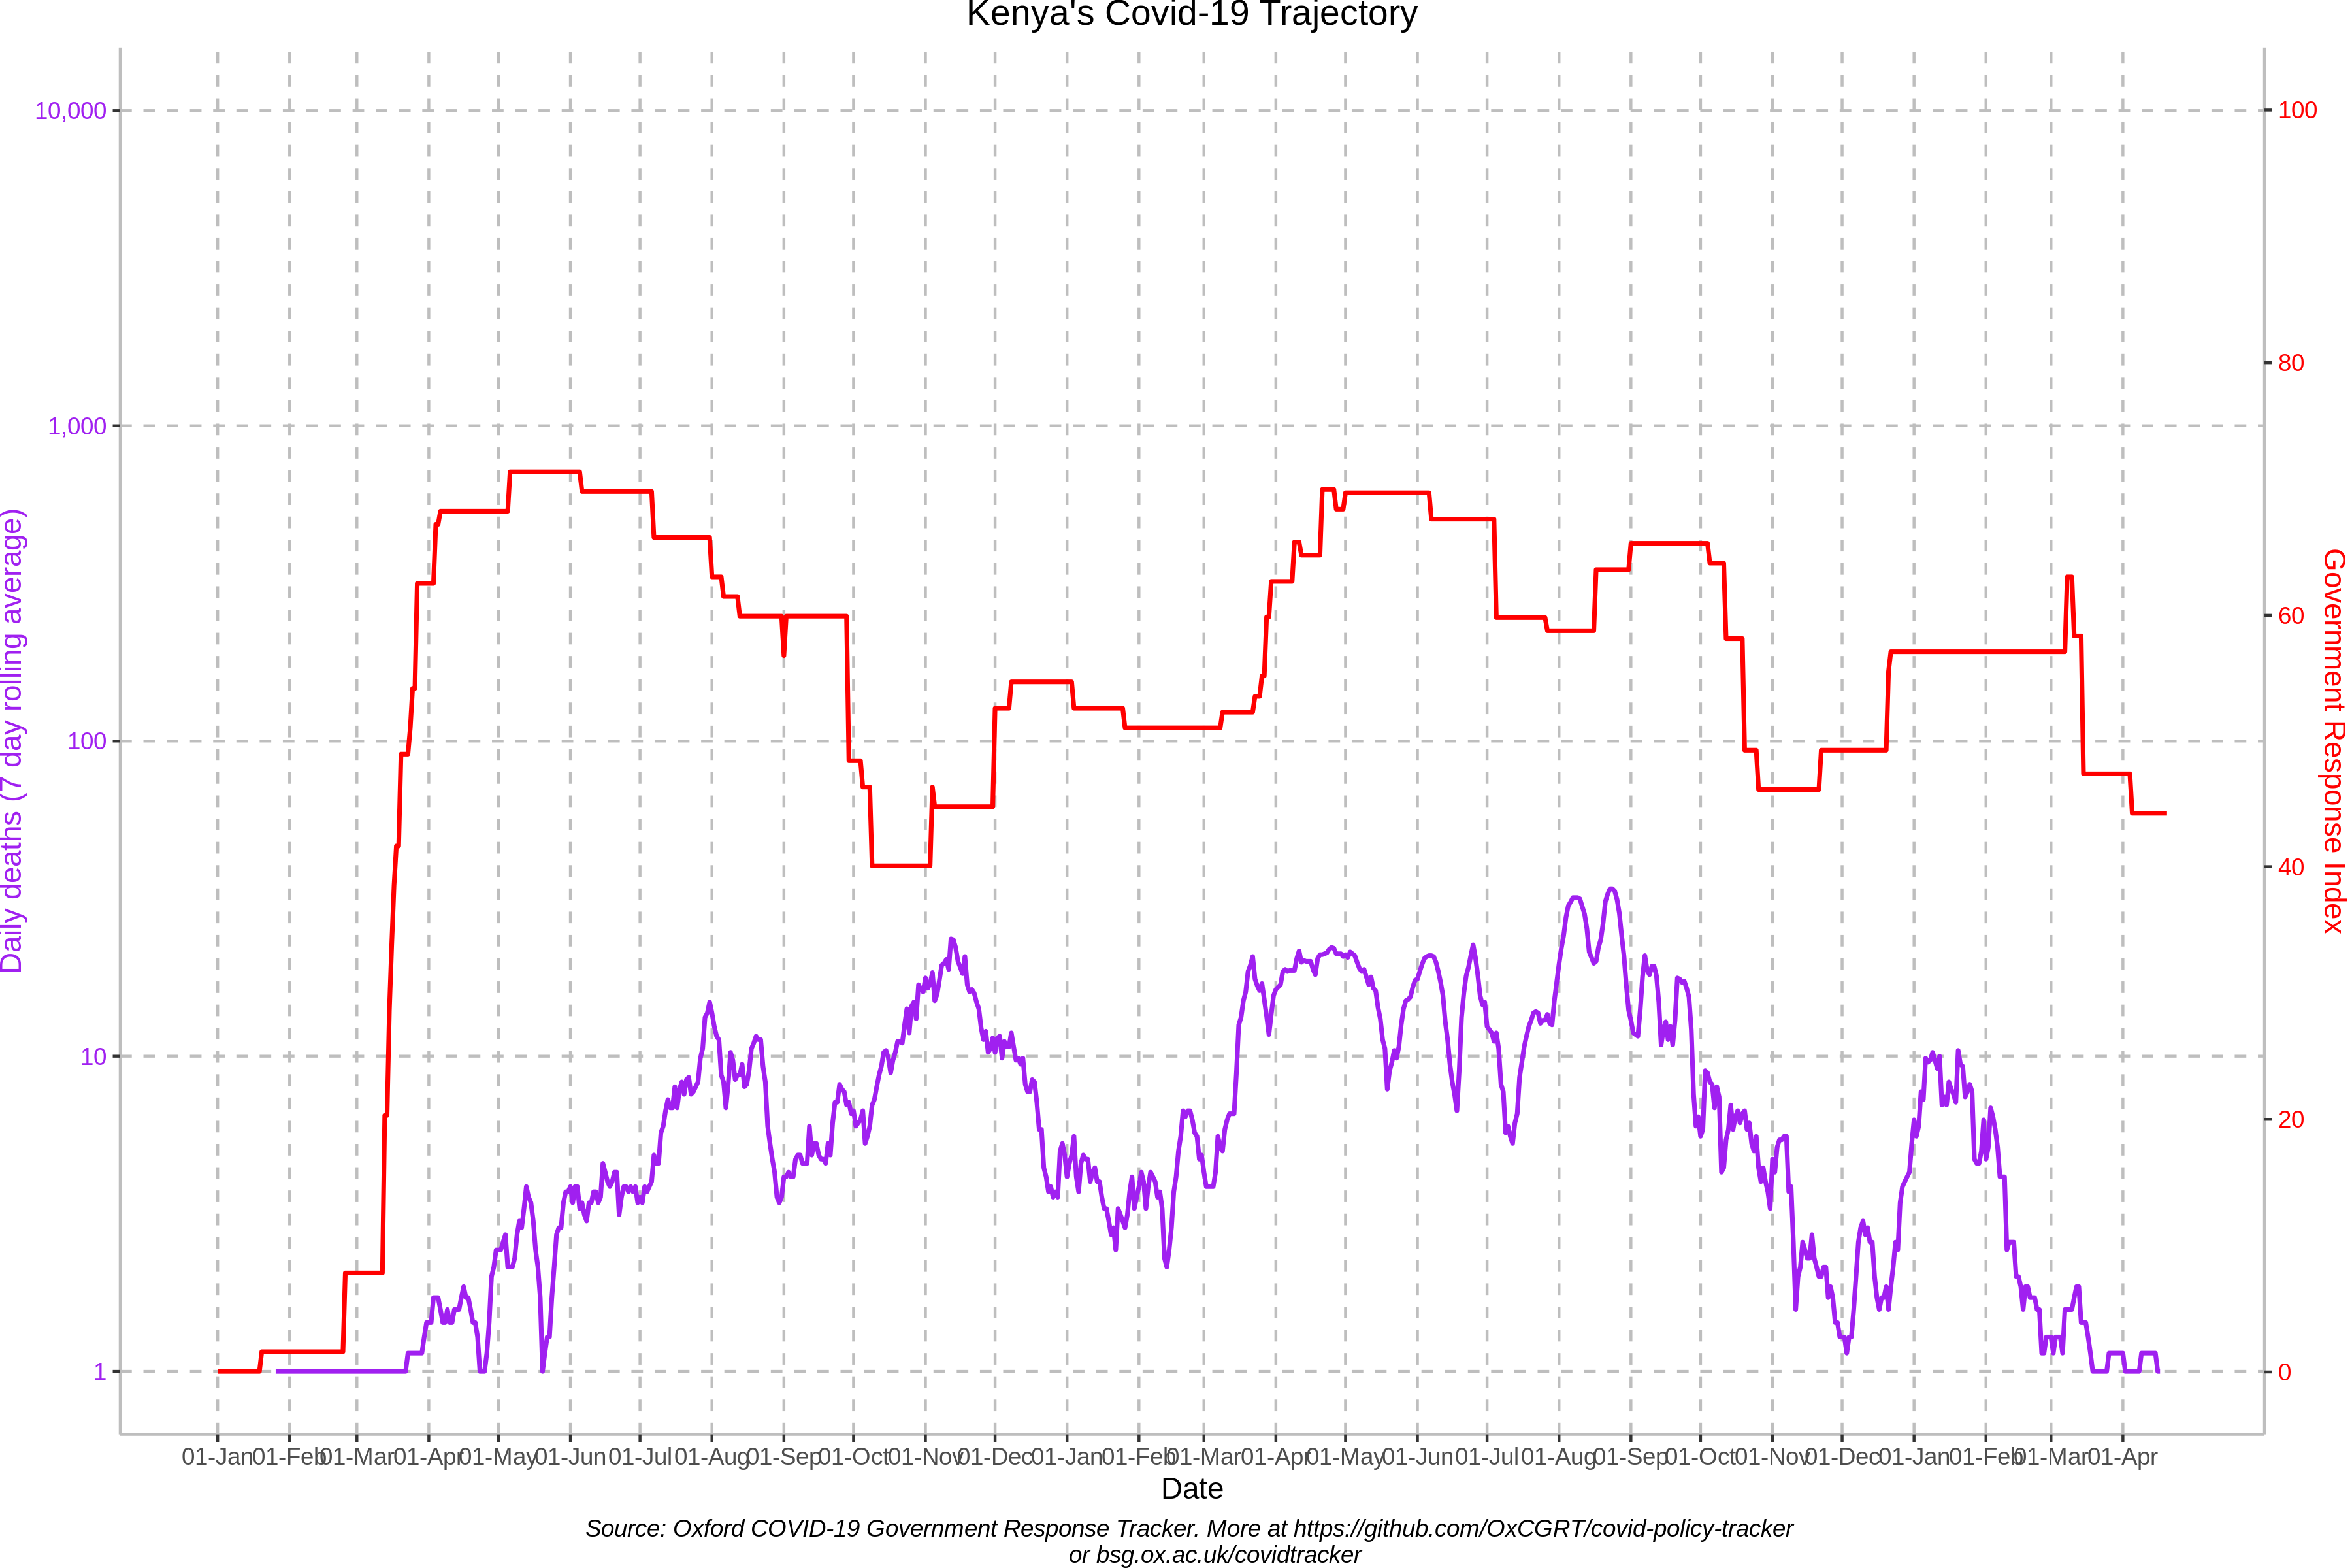 Kenya's Covid-19 Trajectory
10,000
1,000
100
10
1
Daily deaths (7 day rolling average)
100
80
60
40
20
0
Government Response Index
01-Jan 01-Feb 01-Mar 01-Apr 01-May 01-Jun 01-Jul 01-Aug 01-Sep 01-Oct 01-Nov 01-Dec 01-Jan 01-Feb 01-Mar 01-Apr 01-May 01-Jun 01-Jul 01-Aug 01-Sep 01-Oct 01-Nov 01-Dec 01-Jan 01-Feb 01-Mar 01-Apr
Date
Source: Oxford COVID-19 Government Response Tracker. More at https://github.com/OxCGRT/covid-policy-tracker
or bsg.ox.ac.uk/covidtracker